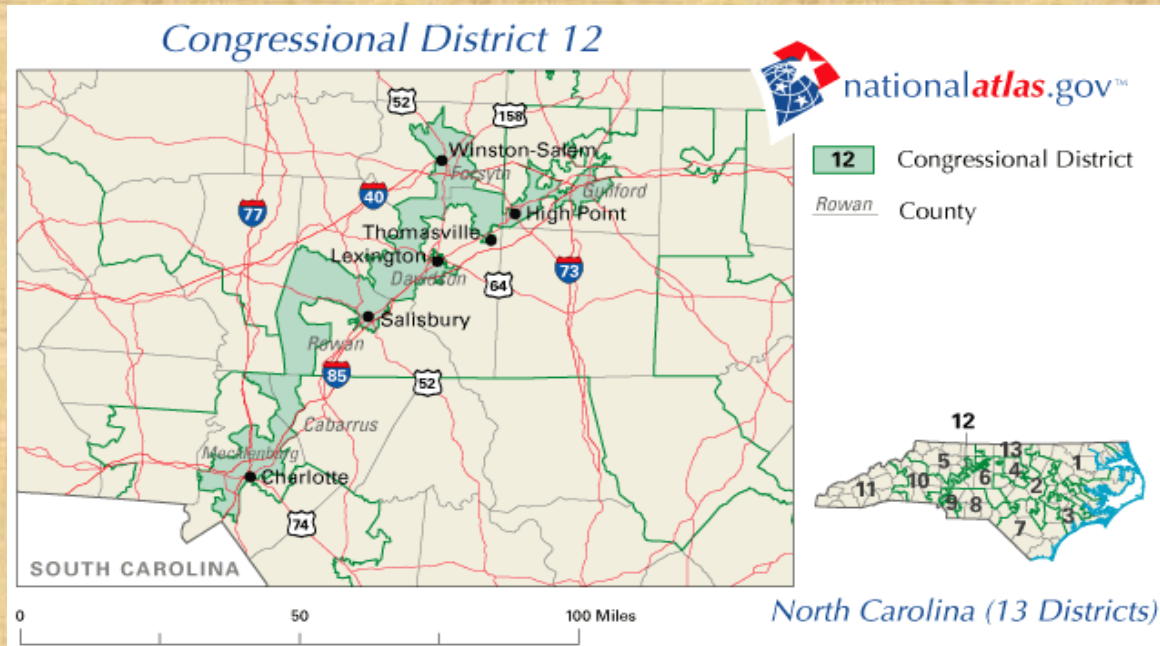 Congressional District 12
nationalatlas.gov™
12 Congressional District
Rowan County
52
158
Winston-Salem
Forsyth
40
Guilford
77
High Point
Thomasville
Lexington
73
Davidson
64
Salisbury
Rowan
85
52
Cabarrus
Mecklenburg
Charlotte
74
SOUTH CAROLINA
12
13
5
1
4
6
10
2
11
9
8
3
7
0 50 100 Miles
North Carolina (13 Districts)